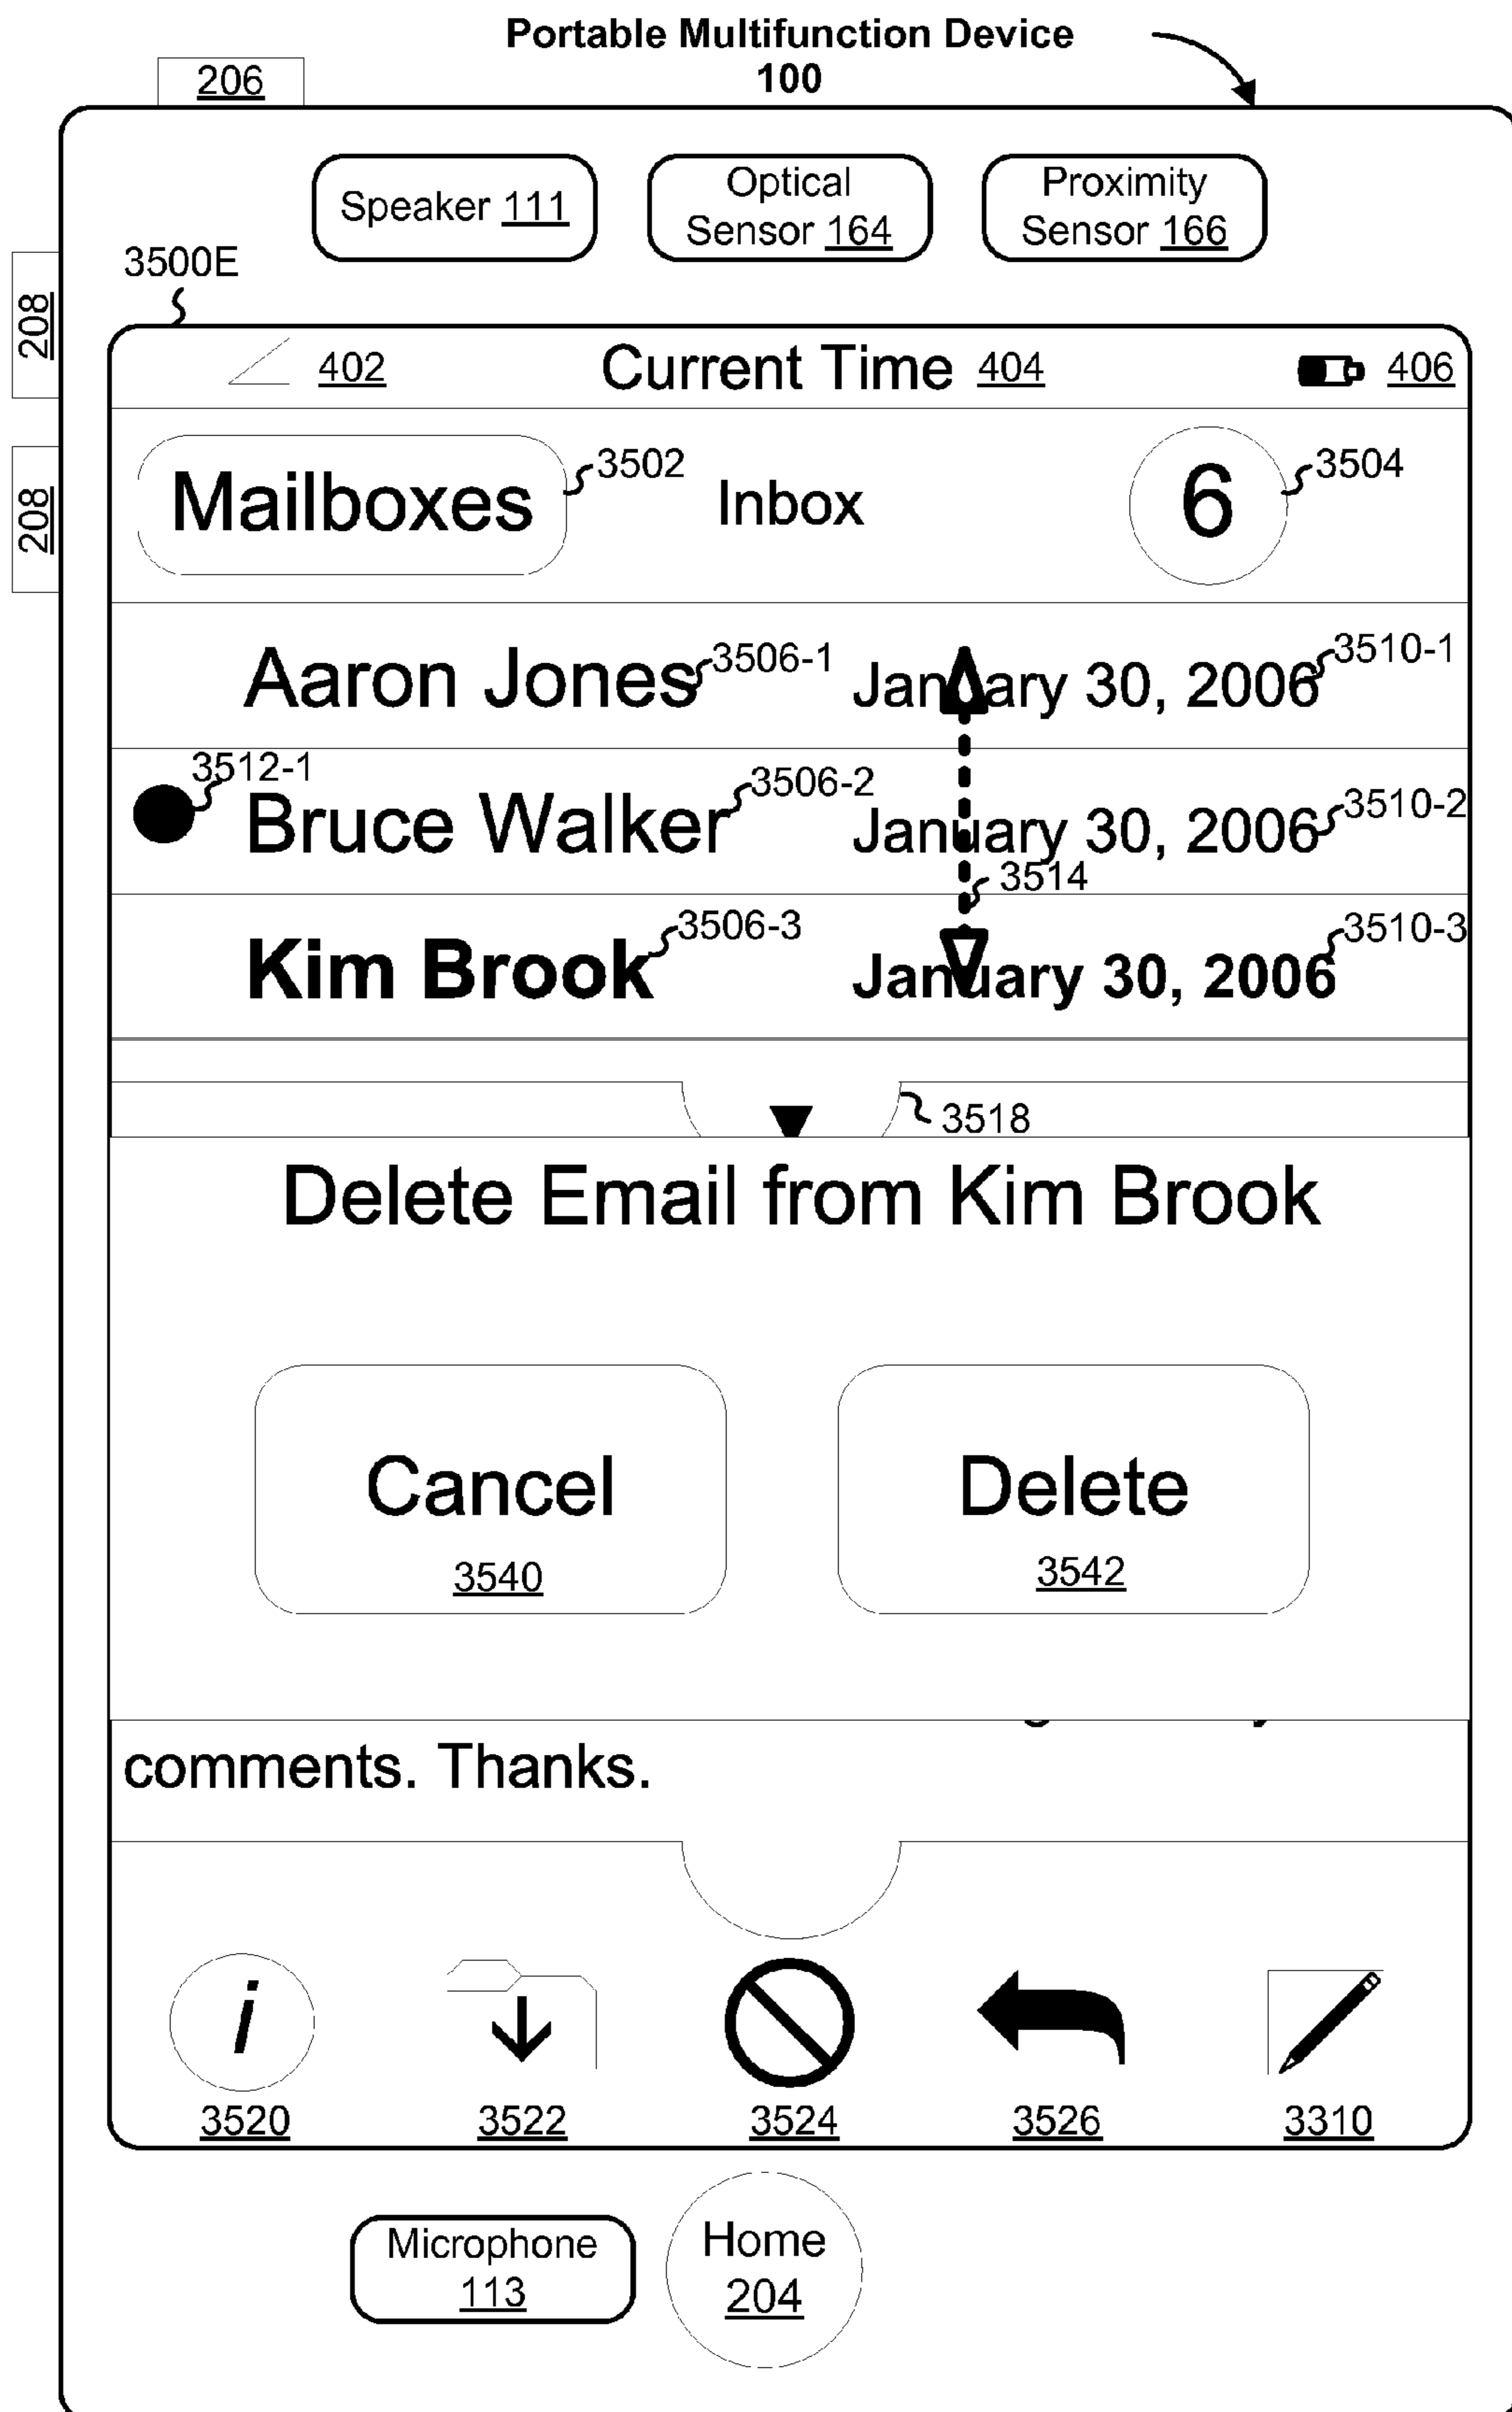 Portable Multifunction Device
100
206
Speaker 111
Optical
Sensor 164
Proximity
Sensor 166
208
208
3500E
402 Current Time 404 406
Mailboxes 3502 Inbox 6 3504
Aaron Jones 3506-1 January 30, 2006 3510-1
3512-1 Bruce Walker 3506-2 January 30, 2006 3510-2
3514
Kim Brook 3506-3 January 30, 2006 3510-3
3518
Delete Email from Kim Brook
Cancel
3540
Delete
3542
comments. Thanks.
i
3520 3522 3524 3526 3310
Microphone
113
Home
204